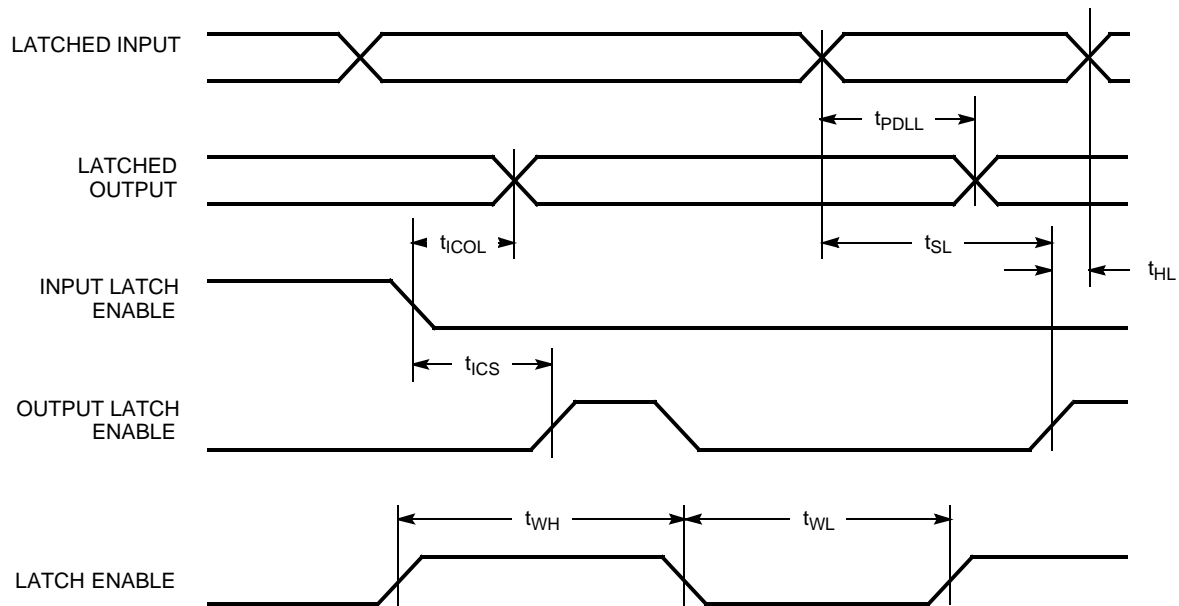 LATCHED INPUT
tPDLL
LATCHED
OUTPUT
tICOL
tSL
tHL
INPUT LATCH
ENABLE
tICS
OUTPUT LATCH
ENABLE
tWH
tWL
LATCH ENABLE